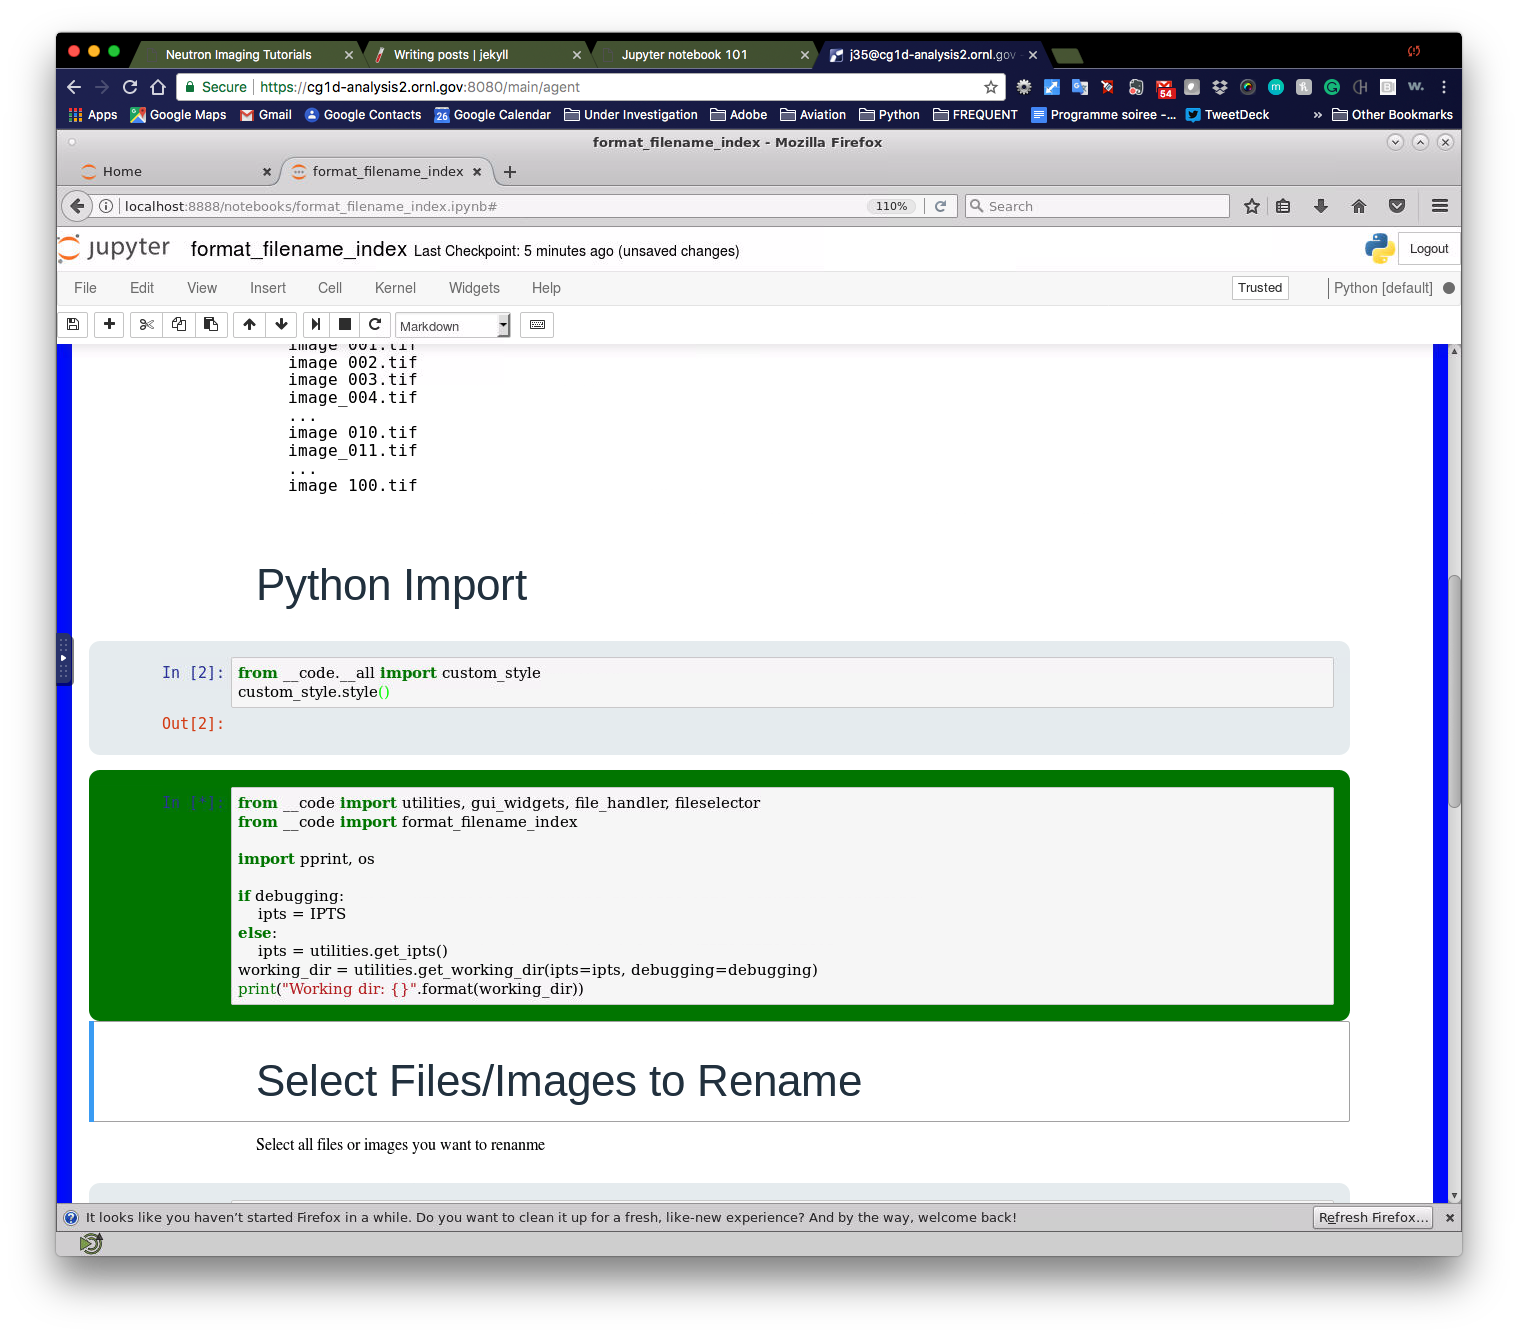 Neutron Imaging Tutorials
Writing posts | jekyll
Jupyter notebook 101
j35@cg1d-analysis2.ornl.gov -
Secure
https://cg1d-analysis2.ornl.gov:8080/main/agent
54
m
G
w.
Apps
Google Maps
Gmail
Google Contacts
26
Google Calendar
Under Investigation
Adobe
Aviation
Python
FREQUENT
Programme soiree -...
TweetDeck
»
Other Bookmarks
format_filename_index - Mozilla Firefox
Home
format_filename_index
localhost:8888/notebooks/format_filename_index.ipynb#
110%
Search
jupyter
format_filename_index
Last Checkpoint: 5 minutes ago (unsaved changes)
Logout
File
Edit
View
Insert
Cell
Kernel
Widgets
Help
Trusted
Python [default]
Markdown
image 001.tif
image 002.tif
image 003.tif
image_004.tif
...
image 010.tif
image_011.tif
...
image 100.tif
Python Import
In [2]:
from __code.__all import custom_style
custom_style.style()
Out[2]:
In [*]:
from __code import utilities, gui_widgets, file_handler, fileselector
from __code import format_filename_index
import pprint, os
if debugging:
ipts = IPTS
else:
ipts = utilities.get_ipts()
working_dir = utilities.get_working_dir(ipts=ipts, debugging=debugging)
print("Working dir: {}".format(working_dir))
Select Files/Images to Rename
Select all files or images you want to renanme
It looks like you haven't started Firefox in a while. Do you want to clean it up for a fresh, like-new experience? And by the way, welcome back!
Refresh Firefox...